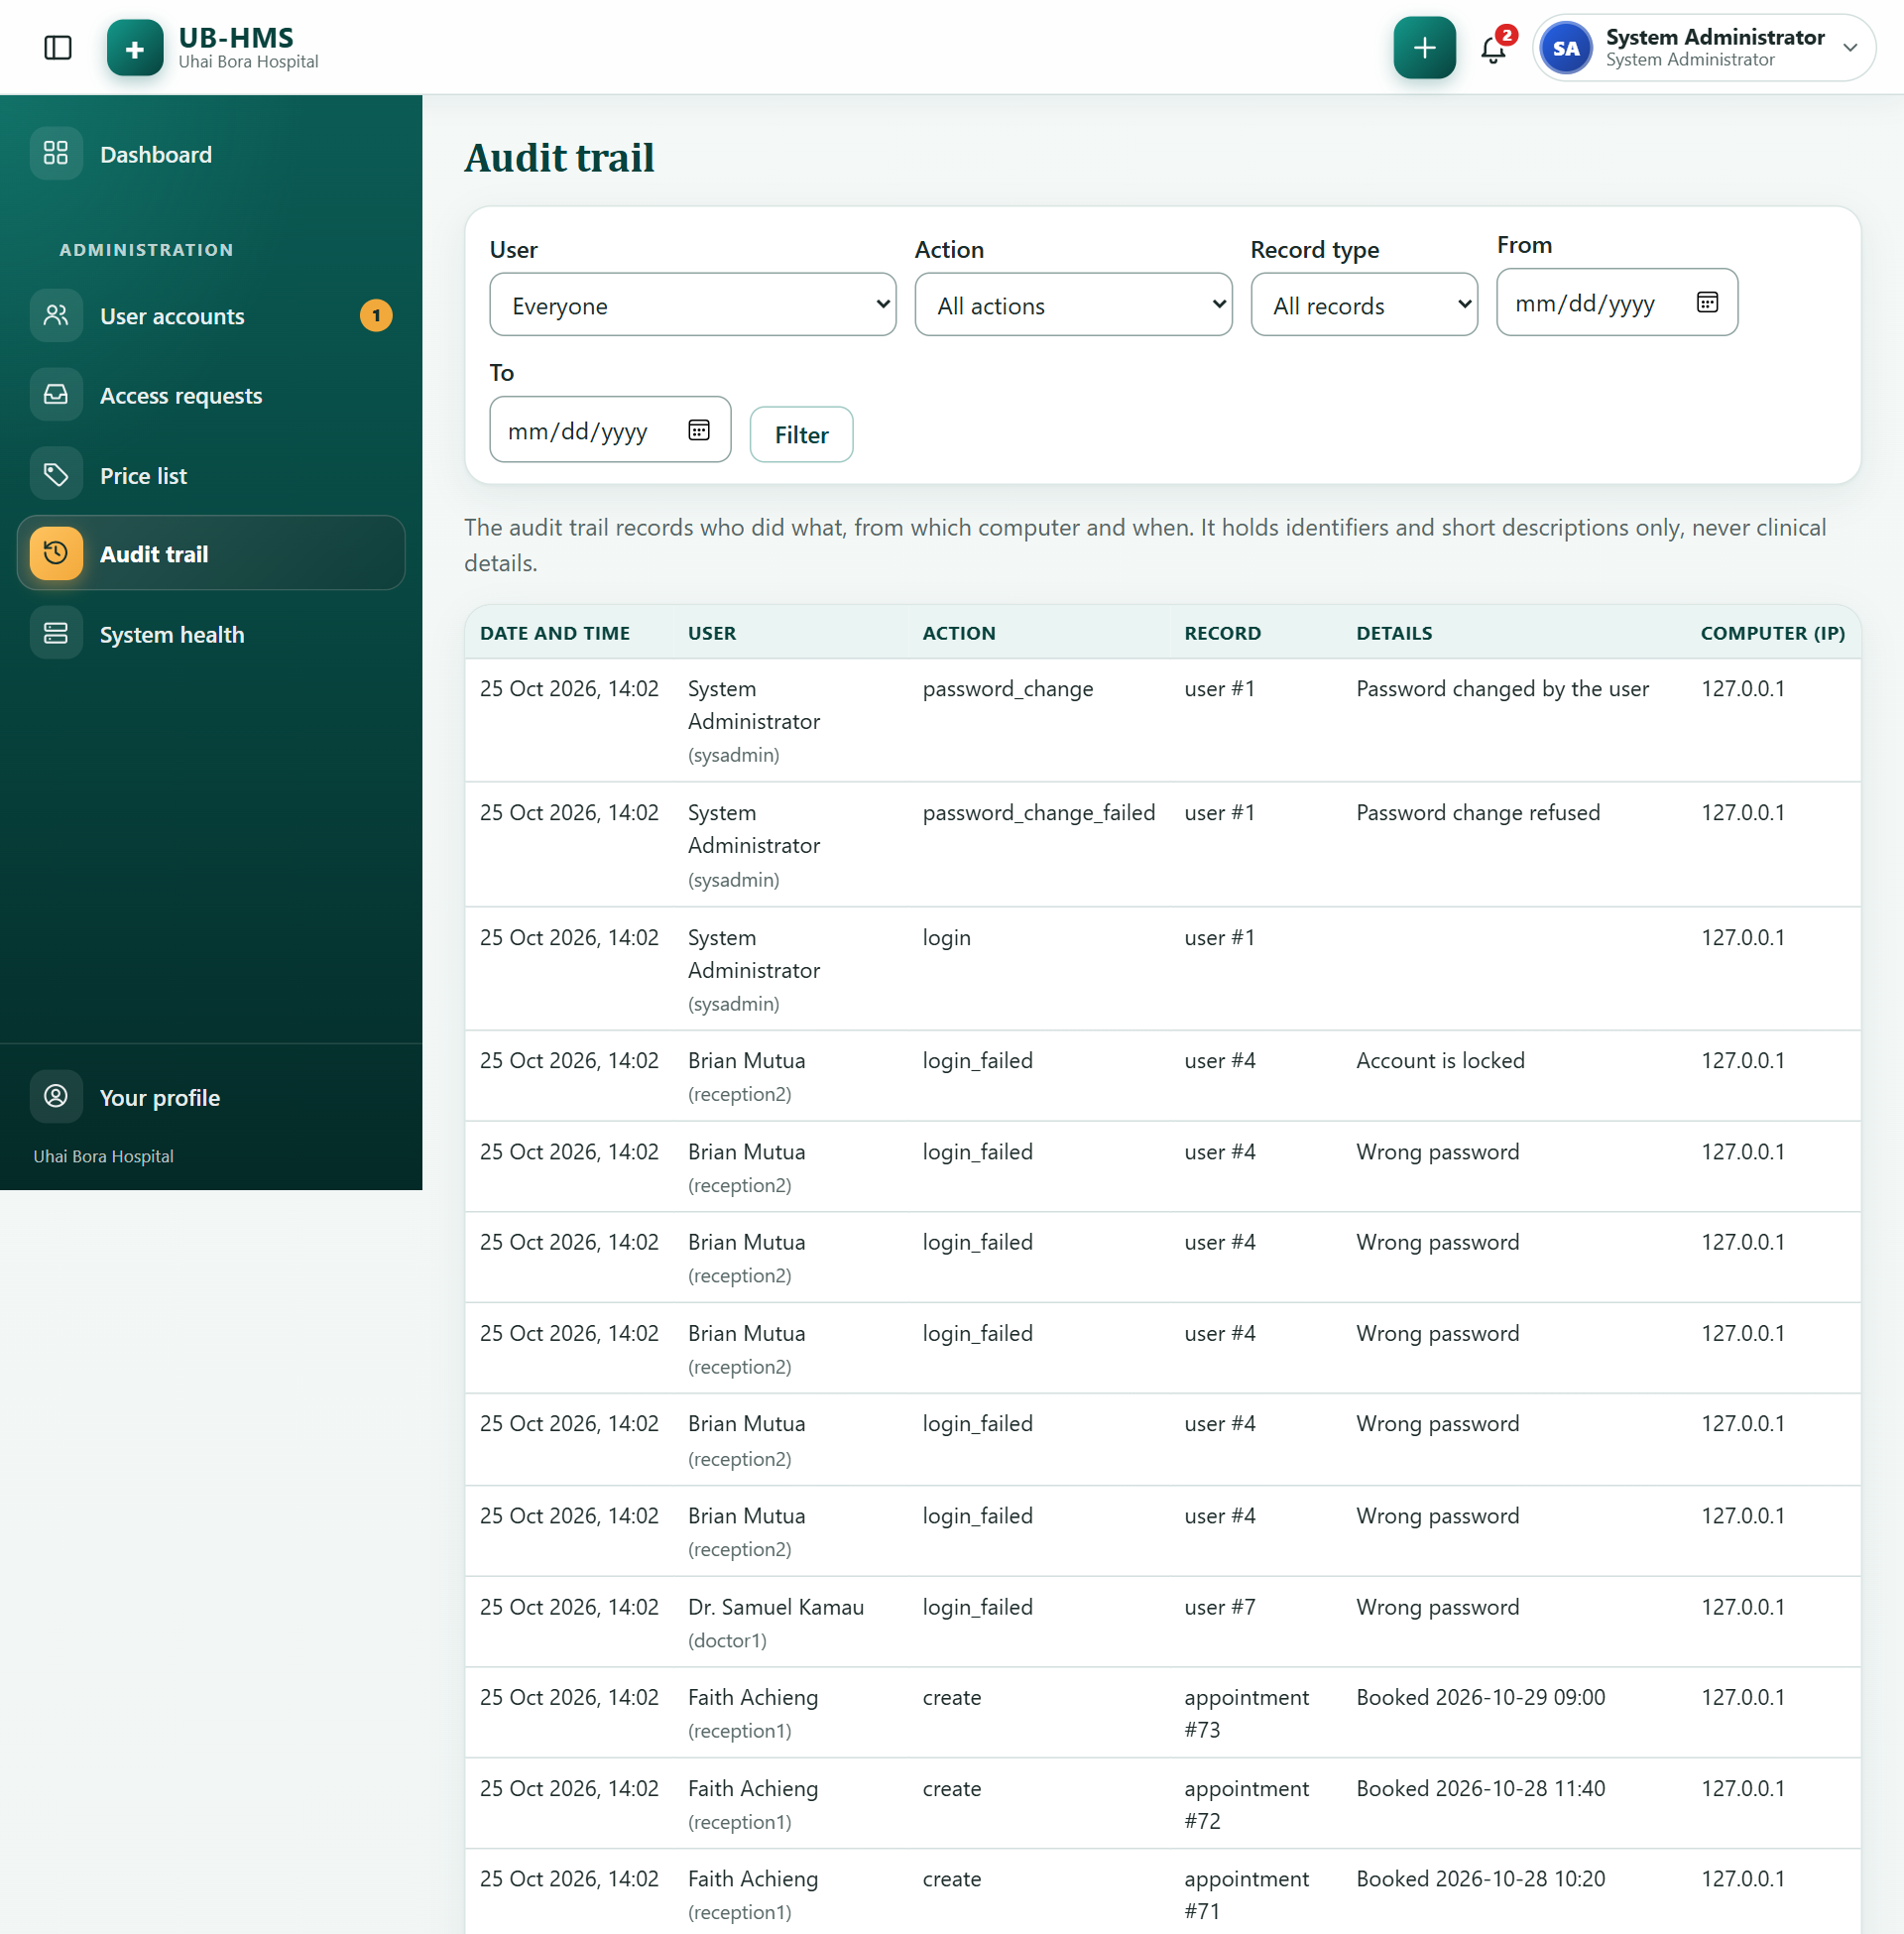 UB-HMS
Uhai Bora Hospital
2
SA
System Administrator
System Administrator
Dashboard
ADMINISTRATION
User accounts
1
Access requests
Price list
Audit trail
System health
Your profile
Uhai Bora Hospital
Audit trail
User
Action
Record type
From
Everyone
All actions
All records
mm/dd/yyyy
To
mm/dd/yyyy
Filter
The audit trail records who did what, from which computer and when. It holds identifiers and short descriptions only, never clinical
details.
DATE AND TIME USER ACTION RECORD DETAILS COMPUTER (IP)
25 Oct 2026, 14:02 System password_change user #1 Password changed by the user 127.0.0.1
Administrator
(sysadmin)
25 Oct 2026, 14:02 System password_change_failed user #1 Password change refused 127.0.0.1
Administrator
(sysadmin)
25 Oct 2026, 14:02 System login user #1 127.0.0.1
Administrator
(sysadmin)
25 Oct 2026, 14:02 Brian Mutua login_failed user #4 Account is locked 127.0.0.1
(reception2)
25 Oct 2026, 14:02 Brian Mutua login_failed user #4 Wrong password 127.0.0.1
(reception2)
25 Oct 2026, 14:02 Brian Mutua login_failed user #4 Wrong password 127.0.0.1
(reception2)
25 Oct 2026, 14:02 Brian Mutua login_failed user #4 Wrong password 127.0.0.1
(reception2)
25 Oct 2026, 14:02 Brian Mutua login_failed user #4 Wrong password 127.0.0.1
(reception2)
25 Oct 2026, 14:02 Brian Mutua login_failed user #4 Wrong password 127.0.0.1
(reception2)
25 Oct 2026, 14:02 Dr. Samuel Kamau login_failed user #7 Wrong password 127.0.0.1
(doctor1)
25 Oct 2026, 14:02 Faith Achieng create appointment Booked 2026-10-29 09:00 127.0.0.1
(reception1) #73
25 Oct 2026, 14:02 Faith Achieng create appointment Booked 2026-10-28 11:40 127.0.0.1
(reception1) #72
25 Oct 2026, 14:02 Faith Achieng create appointment Booked 2026-10-28 10:20 127.0.0.1
(reception1) #71